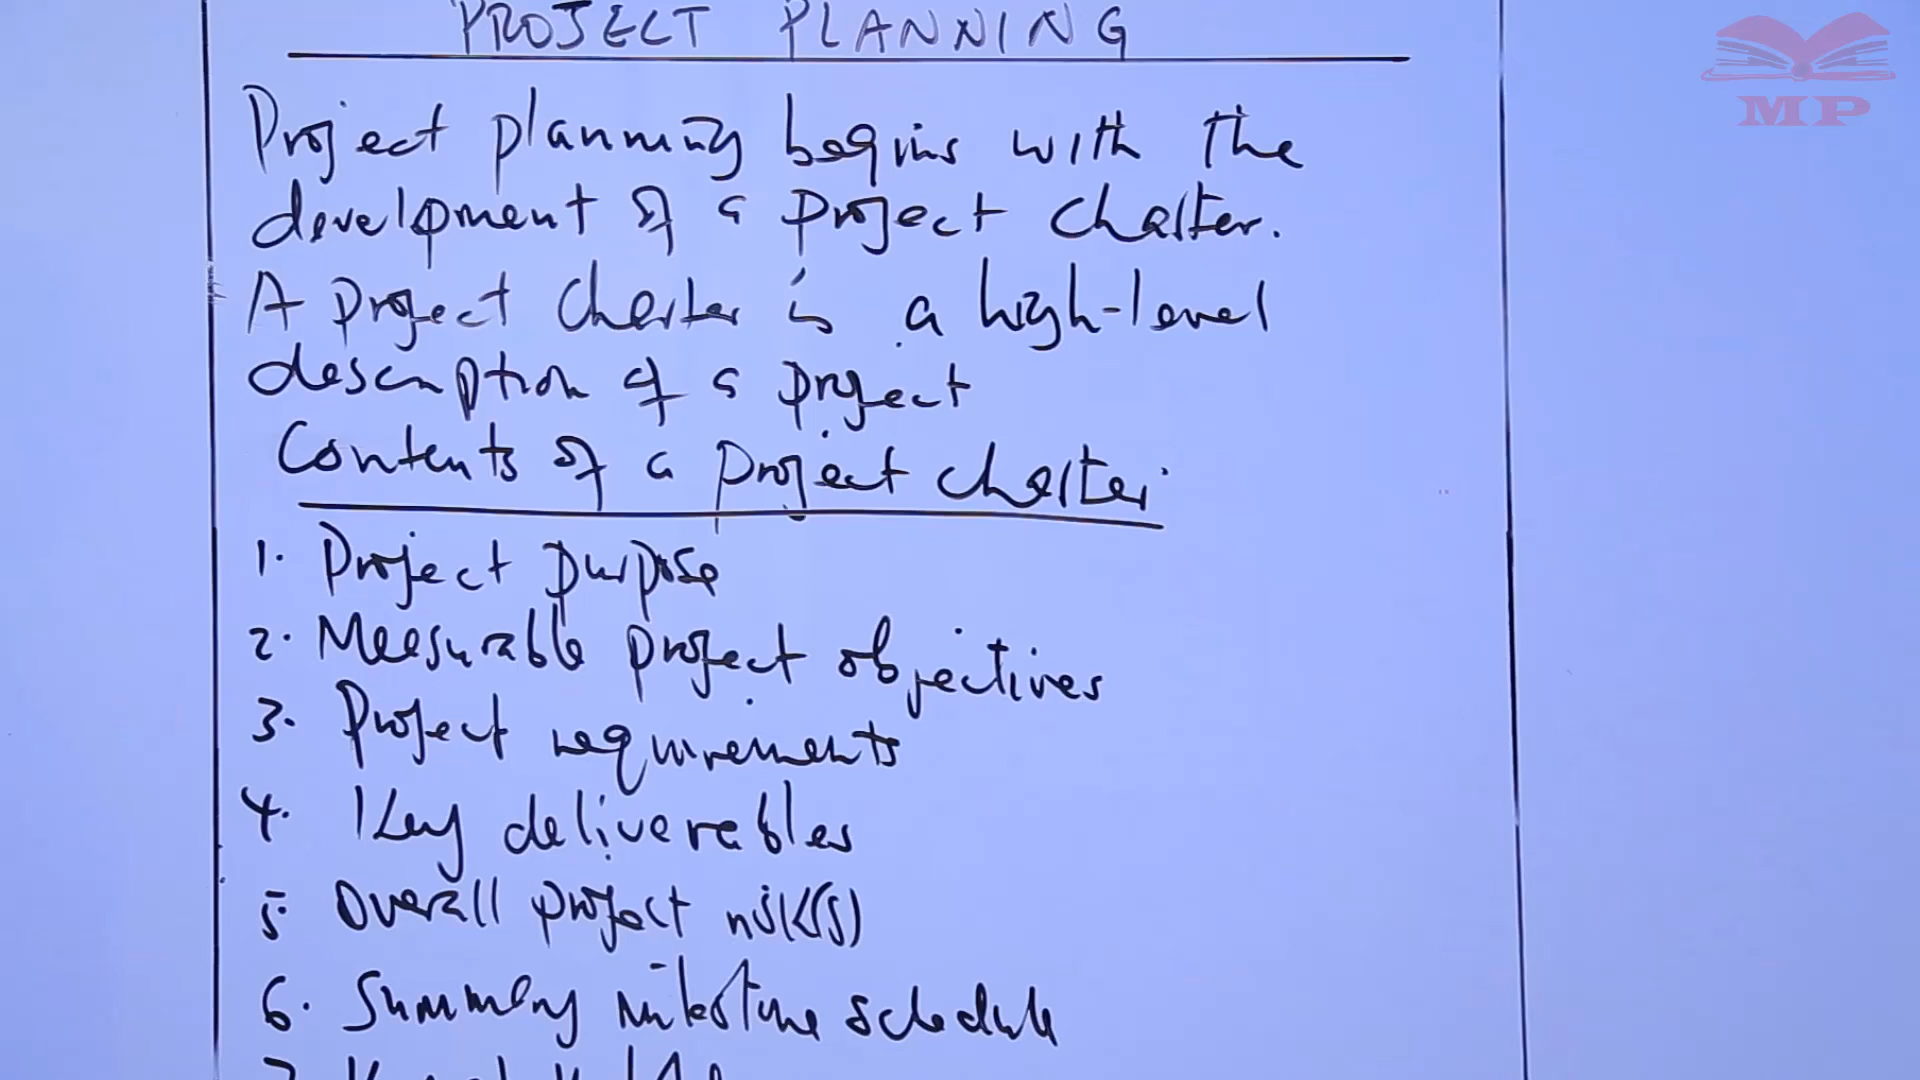 PROJECT PLANNING
MP
Project planning begins with the
development of a project charter.
A project charter is a high-level
description of a project
Contents of a project charter
1. Project purpose
2. Measurable project objectives
3. Project requirements
4. Key deliverables
5. Overall project risk(s)
6. Summary milestone schedule
7.